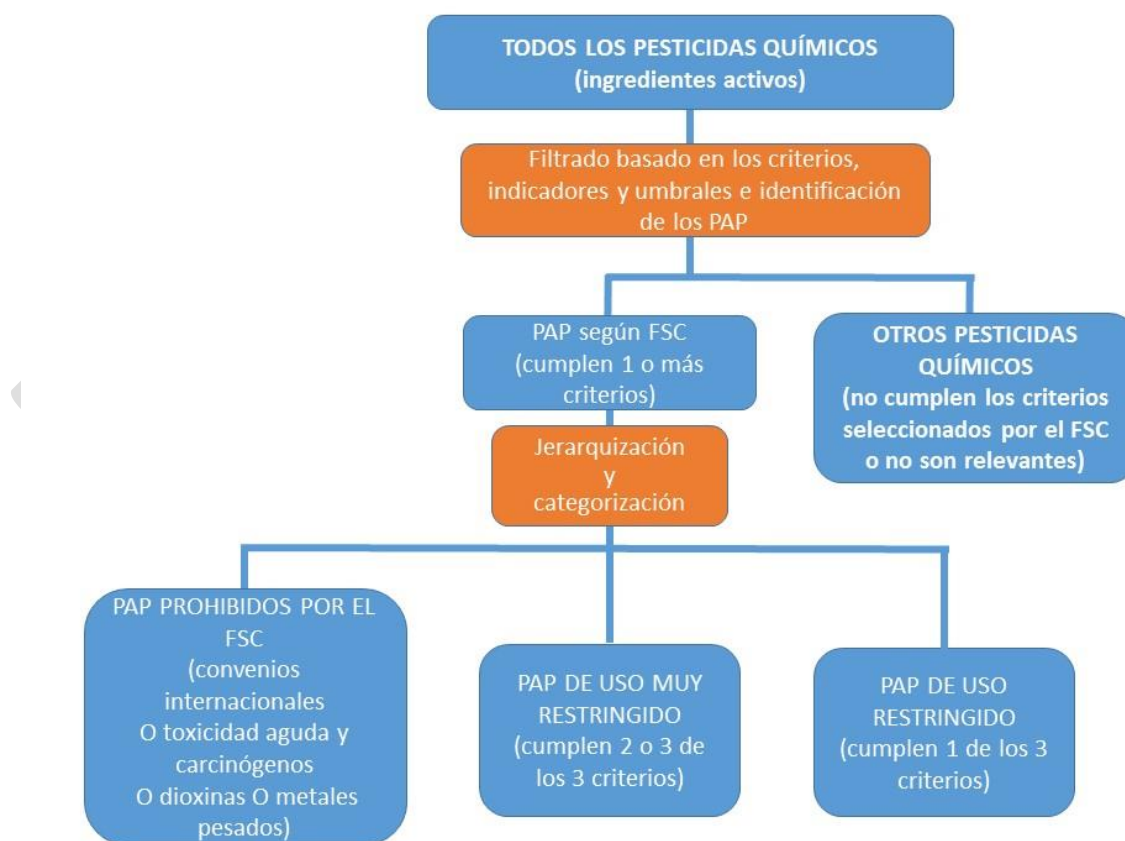 TODOS LOS PESTICIDAS QUÍMICOS
(ingredientes activos)
Filtrado basado en los criterios,
indicadores y umbrales e identificación
de los PAP
PAP según FSC
(cumplen 1 o más
criterios)
OTROS PESTICIDAS
QUÍMICOS
(no cumplen los criterios
seleccionados por el FSC
o no son relevantes)
Jerarquización
y
categorización
PAP PROHIBIDOS POR EL
FSC
(convenios
internacionales
O toxicidad aguda y
carcinógenos
O dioxinas O metales
pesados)
PAP DE USO MUY
RESTRINGIDO
(cumplen 2 o 3 de
los 3 criterios)
PAP DE USO
RESTRINGIDO
(cumplen 1 de los 3
criterios)